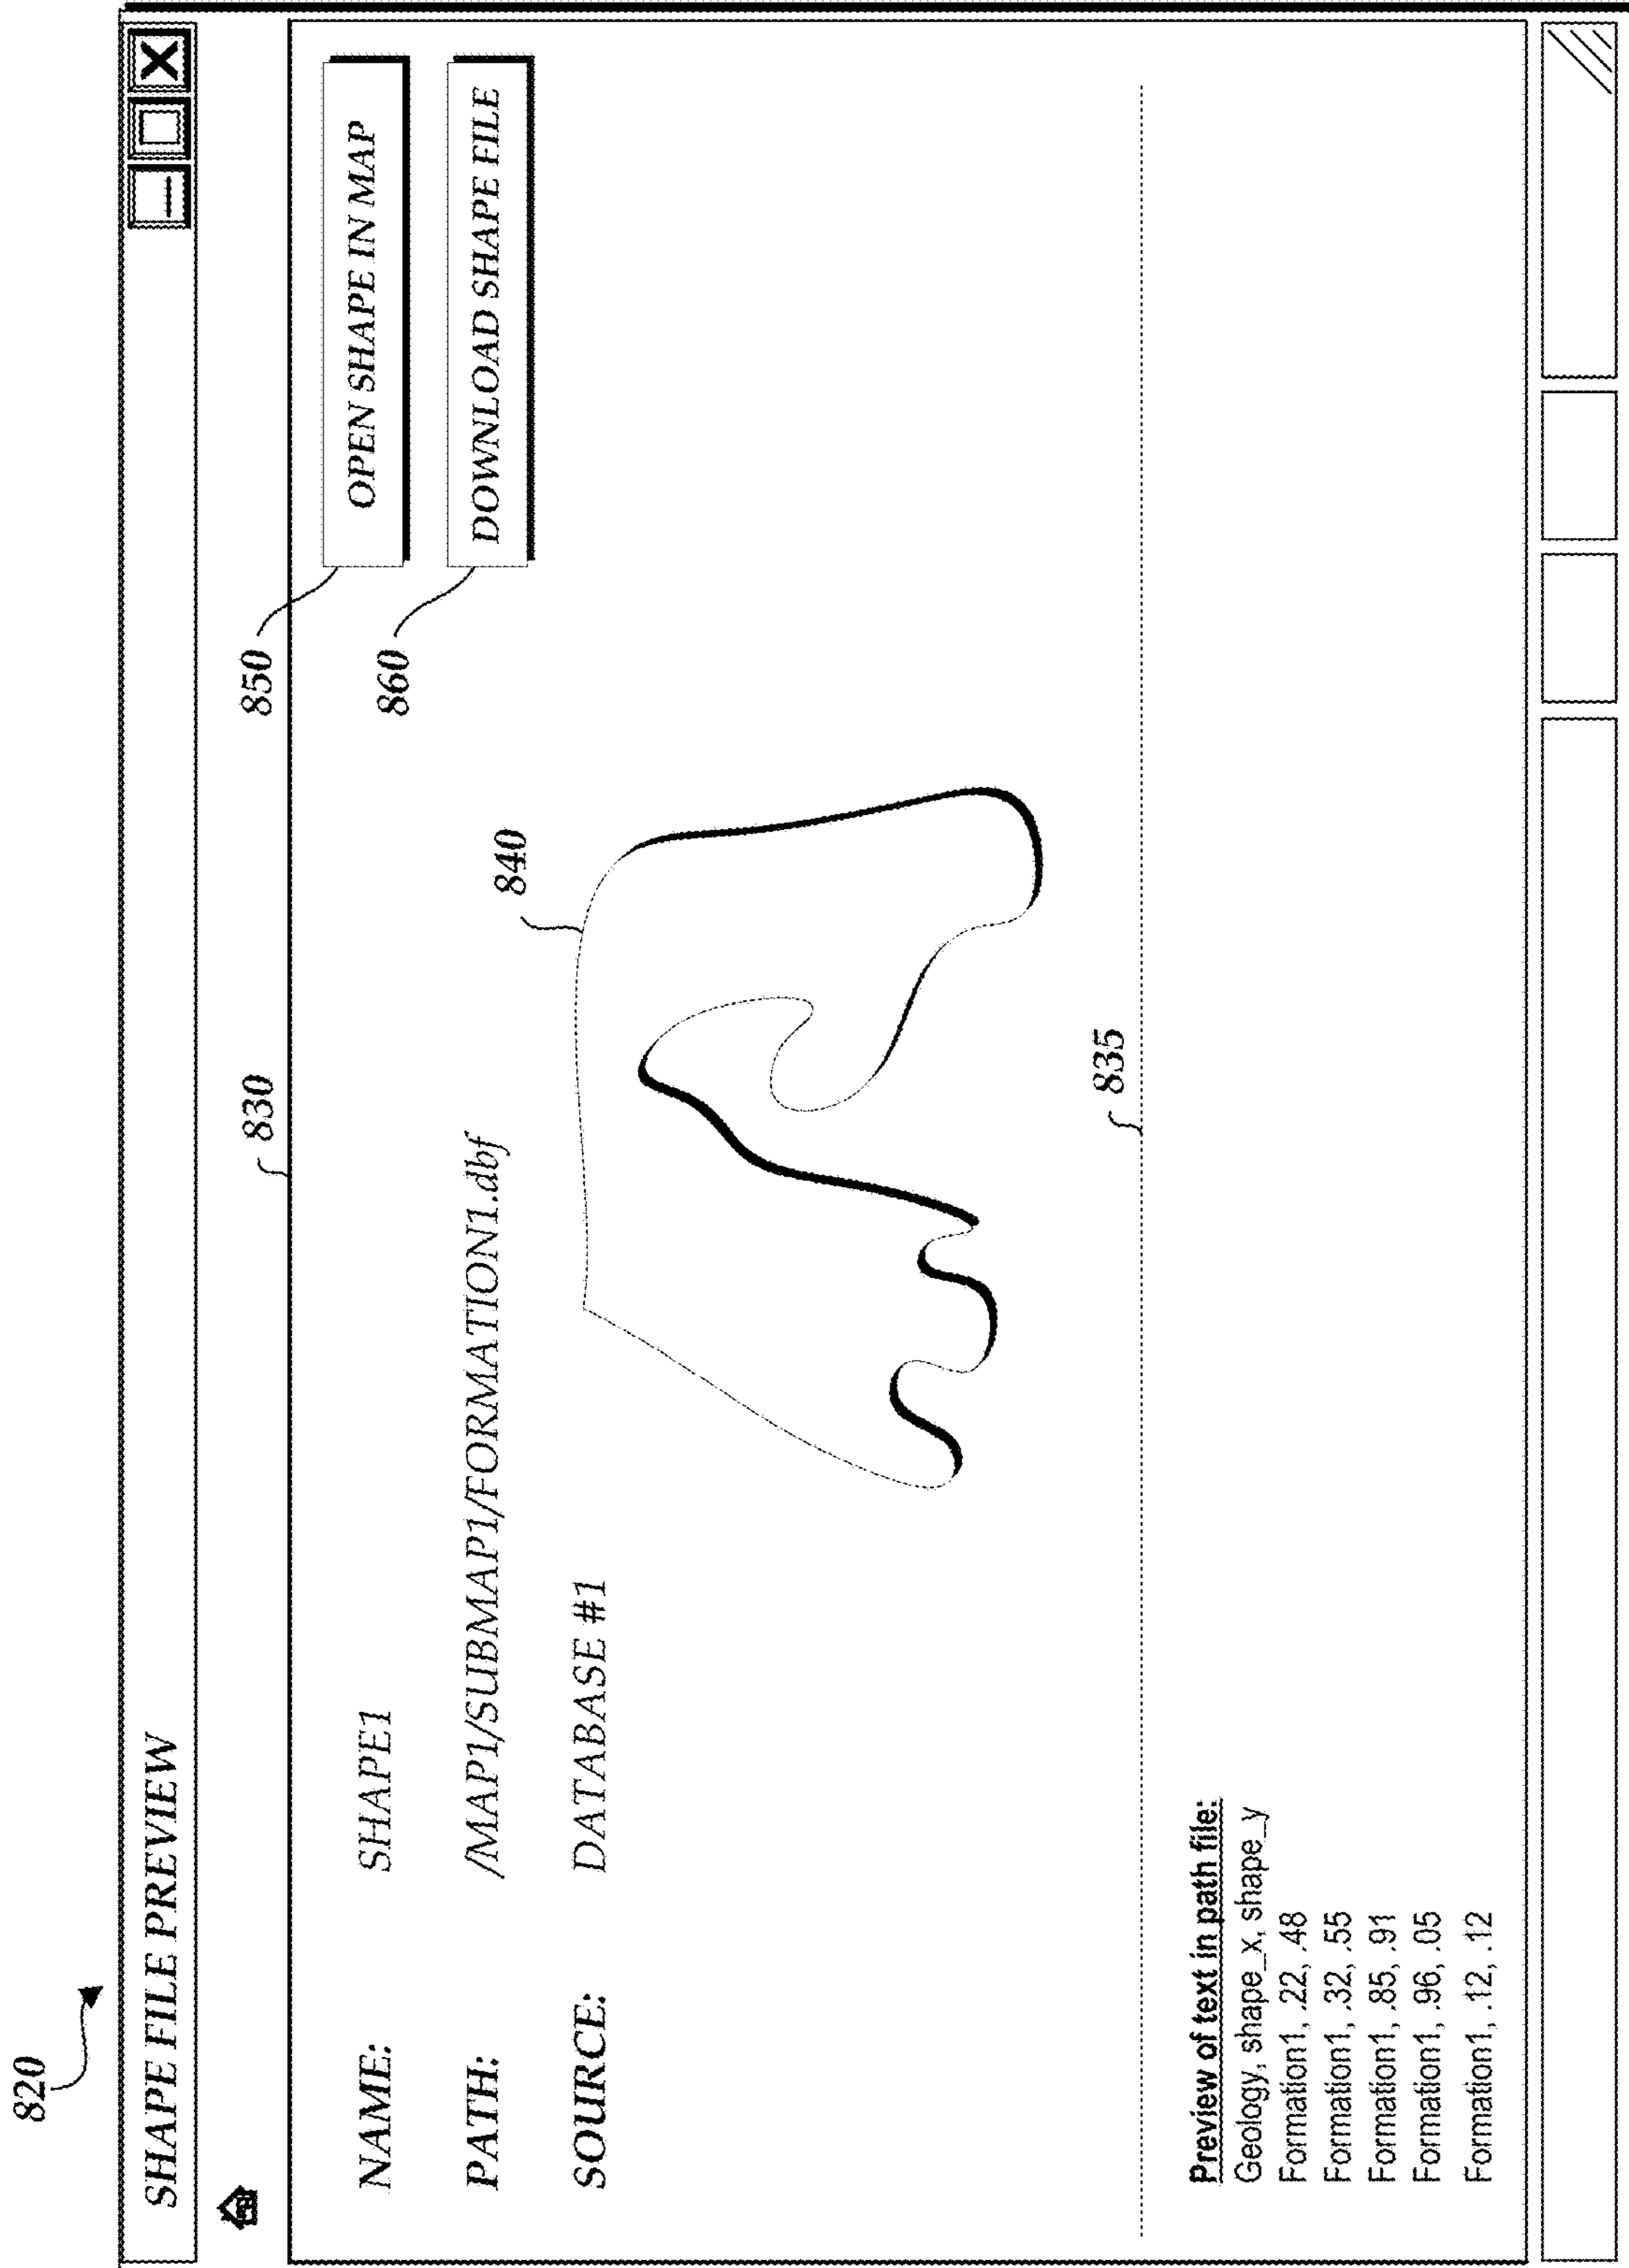 820
SHAPE FILE PREVIEW
830
850
OPEN SHAPE IN MAP
860
DOWNLOAD SHAPE FILE
NAME: SHAPE1
PATH: /MAP1/SUBMAP1/FORMATION1.dbf
SOURCE: DATABASE #1
840
835
Preview of text in path file:
Geology, shape_x, shape_y
Formation1, .22, .48
Formation1, .32, .55
Formation1, .85, .91
Formation1, .96, .05
Formation1, .12, .12